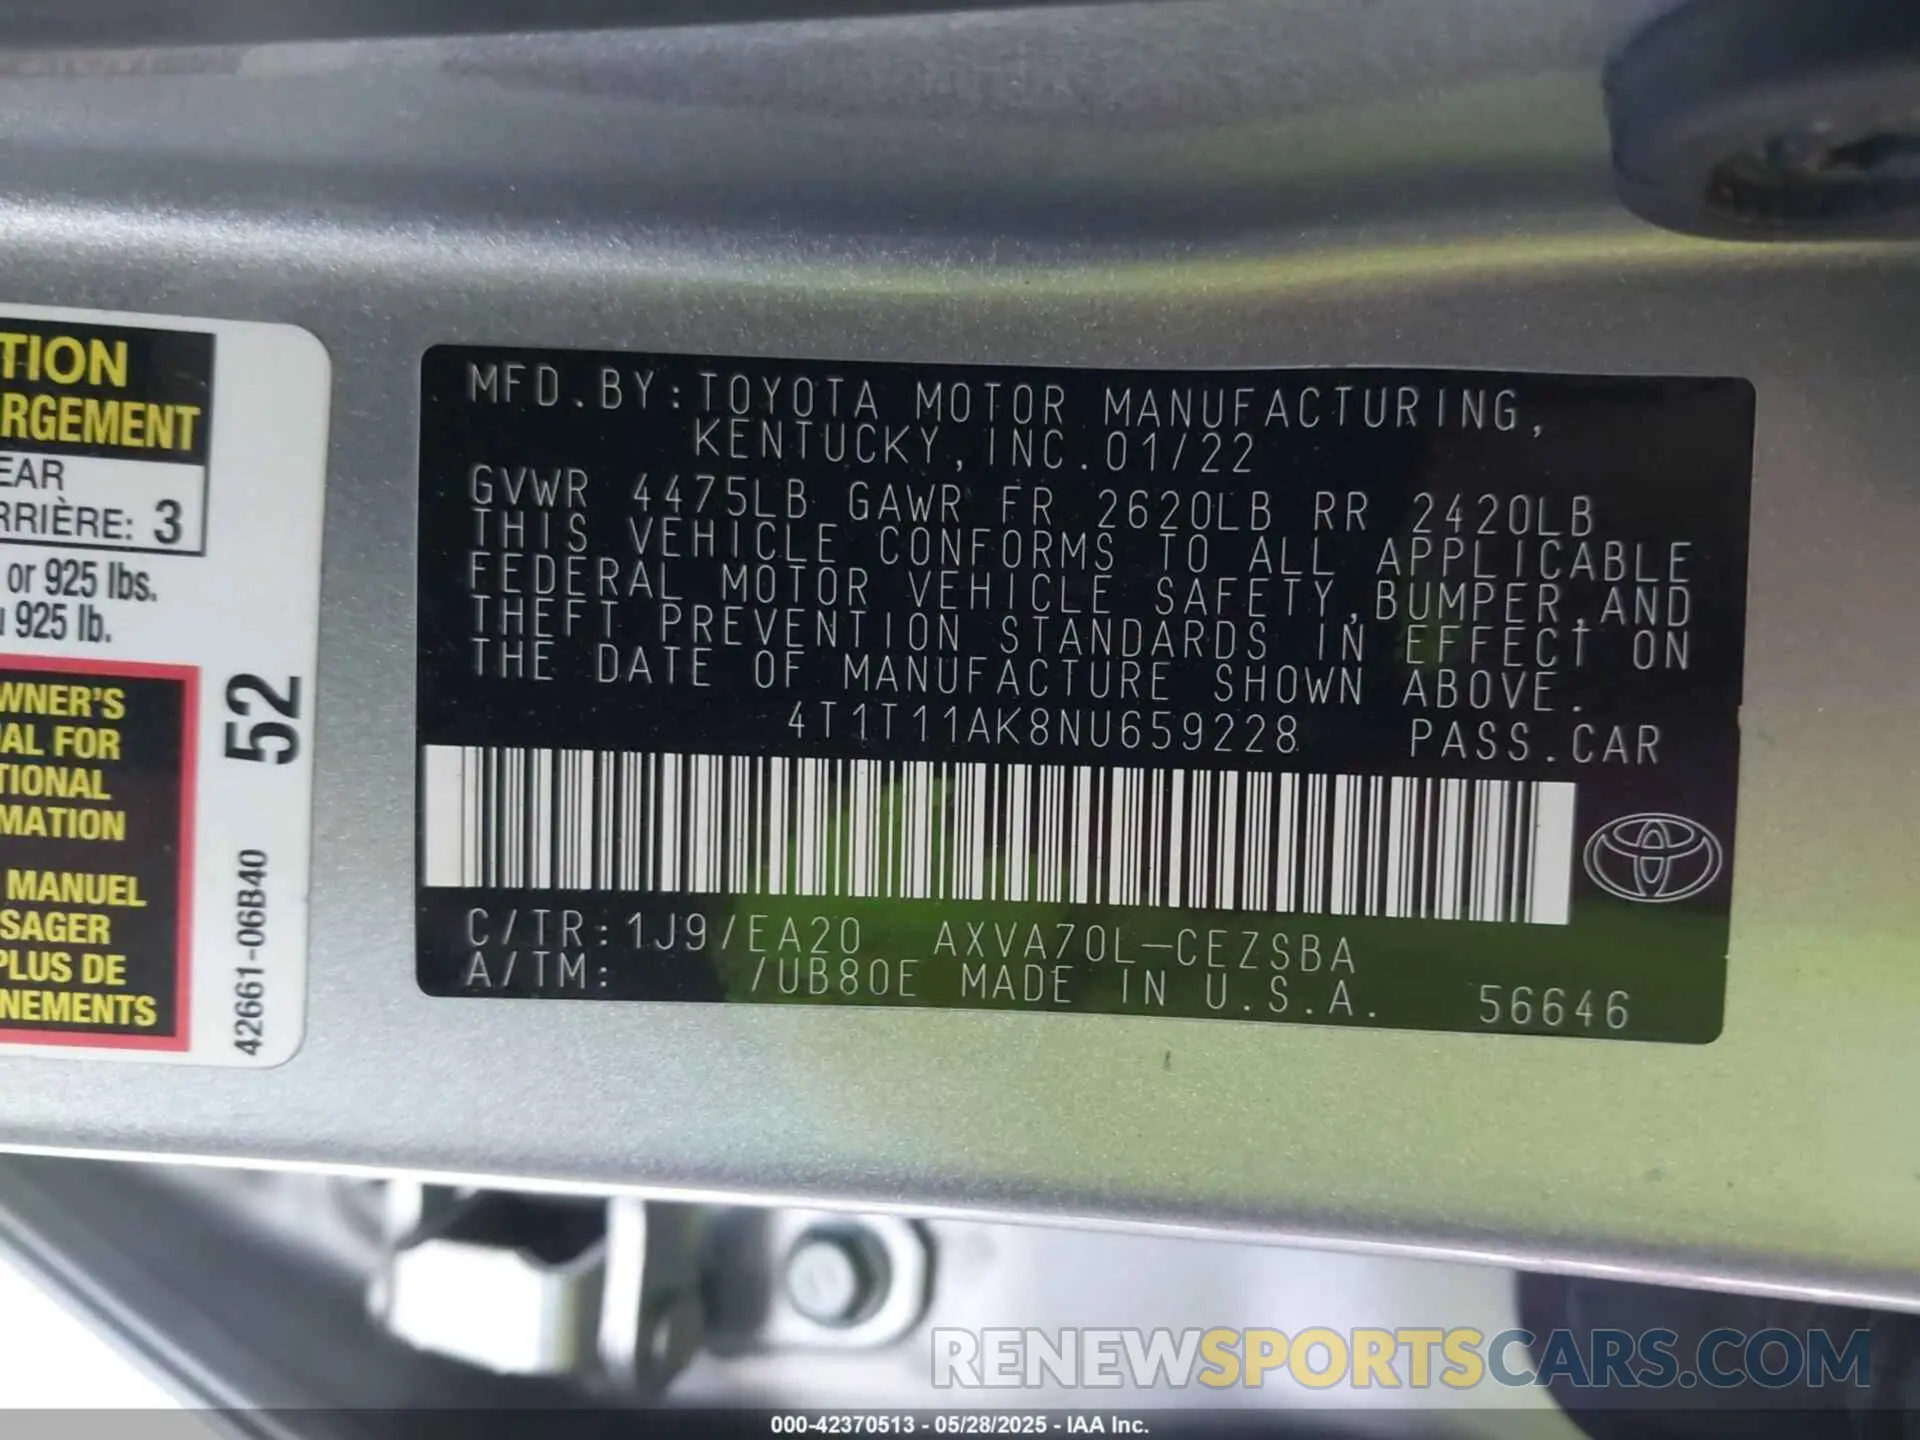 TION
RGEMENT
EAR
RRIÈRE: 3
or 925 lbs.
925 lb.
WNER'S
AL FOR
TIONAL
MATION
MANUEL
SAGER
PLUS DE
NEMENTS
52
42661-06B40
MFD.BY:TOYOTA MOTOR MANUFACTURING,
KENTUCKY,INC.01/22
GVWR 4475LB GAWR FR 2620LB RR 2420LB
THIS VEHICLE CONFORMS TO ALL APPLICABLE
FEDERAL MOTOR VEHICLE SAFETY,BUMPER,AND
THEFT PREVENTION STANDARDS IN EFFECT ON
THE DATE OF MANUFACTURE SHOWN ABOVE.
4T1T11AK8NU659228 PASS.CAR
C/TR:1J9/EA20 AXVA70L-CEZSBA
A/TM: /UB80E MADE IN U.S.A. 56646
RENEWSPORTSCARS.COM
000-42370513 - 05/28/2025 - IAA Inc.